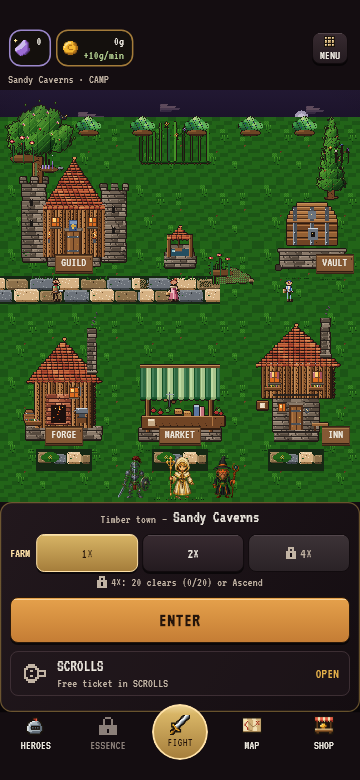 0
0g
+10g/min
MENU
Sandy Caverns · CAMP
GUILD
VAULT
FORGE
MARKET
INN
Timber town – Sandy Caverns
FARM
1X
2X
4X
4X: 20 clears (0/20) or Ascend
ENTER
SCROLLS
Free ticket in SCROLLS
OPEN
HEROES
ESSENCE
FIGHT
MAP
SHOP